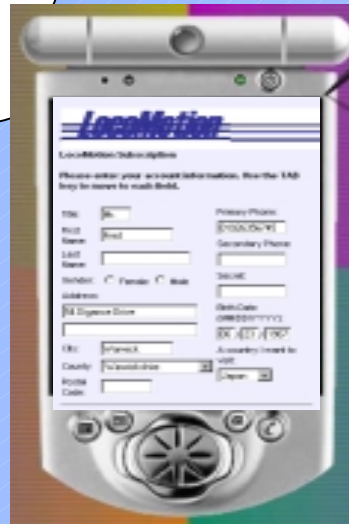 LocoMotion
LocoMotion Subscription
Please enter your account information. Use the TAB
key to move to each field.
Title:
First
Name:
Last
Name:
Gender: Female Male
Address:
City: Warwick
County: Warwickshire
Postal
Code:
Primary Phone:
Secondary Phone:
Secret:
Birth Date
A country I want to
visit:
Japan